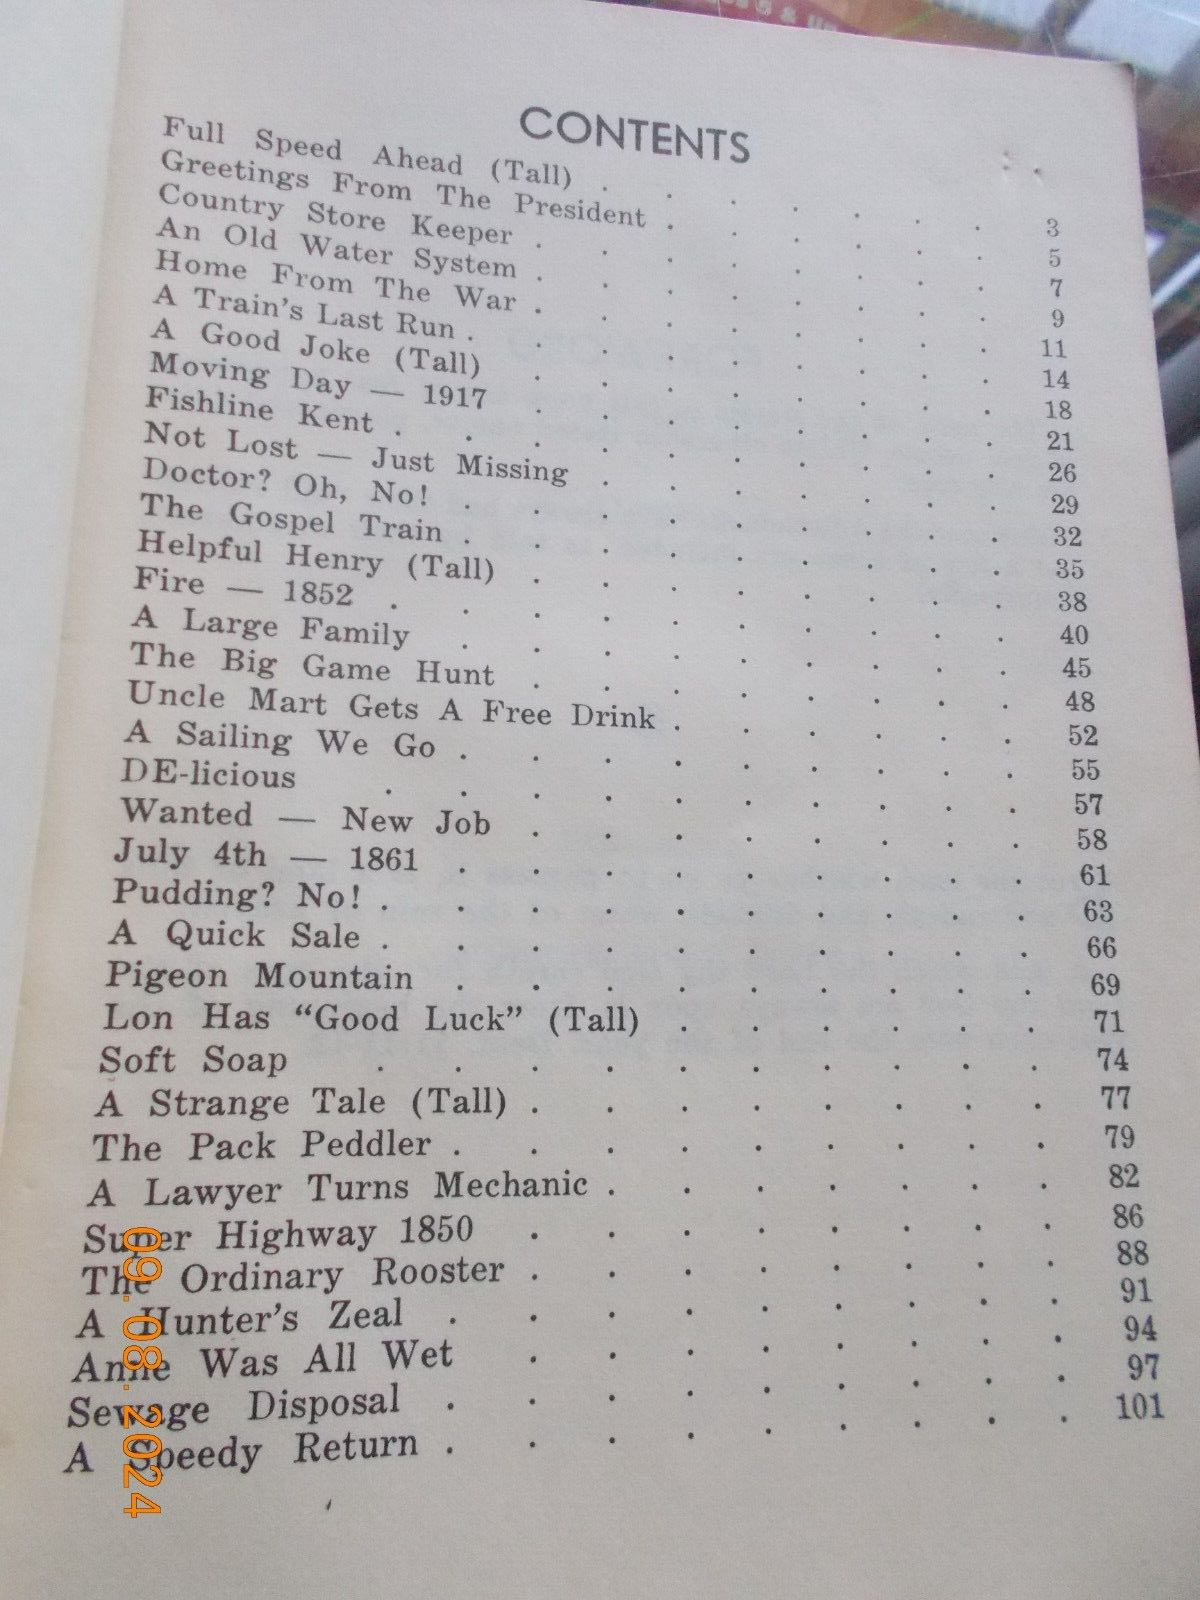 CONTENTS
Full Speed Ahead (Tall) . . . . . . . 3
Greetings From The President . . . . . . 5
Country Store Keeper . . . . . . . . 7
An Old Water System . . . . . . . . 9
Home From The War . . . . . . . . 11
A Train's Last Run . . . . . . . . . 14
A Good Joke (Tall) . . . . . . . . 18
Moving Day — 1917 . . . . . . . . 21
Fishline Kent . . . . . . . . . . 26
Not Lost — Just Missing . . . . . . . 29
Doctor? Oh, No! . . . . . . . . . 32
The Gospel Train . . . . . . . . . 35
Helpful Henry (Tall) . . . . . . . . 38
Fire — 1852 . . . . . . . . . . 40
A Large Family . . . . . . . . . 45
The Big Game Hunt . . . . . . . . 48
Uncle Mart Gets A Free Drink . . . . . . 52
A Sailing We Go . . . . . . . . . 55
DE-licious . . . . . . . . . . 57
Wanted — New Job . . . . . . . . 58
July 4th — 1861 . . . . . . . . . 61
Pudding? No! . . . . . . . . . . 63
A Quick Sale . . . . . . . . . . 66
Pigeon Mountain . . . . . . . . . 69
Lon Has “Good Luck” (Tall) . . . . . . 71
Soft Soap . . . . . . . . . . 74
A Strange Tale (Tall) . . . . . . . . 77
The Pack Peddler . . . . . . . . . 79
A Lawyer Turns Mechanic . . . . . . . 82
Super Highway 1850 . . . . . . . . 86
The Ordinary Rooster . . . . . . . . 88
A Hunter's Zeal . . . . . . . . . 91
Anne Was All Wet . . . . . . . . 94
Sewage Disposal . . . . . . . . . 97
A Speedy Return . . . . . . . . . 101
09.08.2024